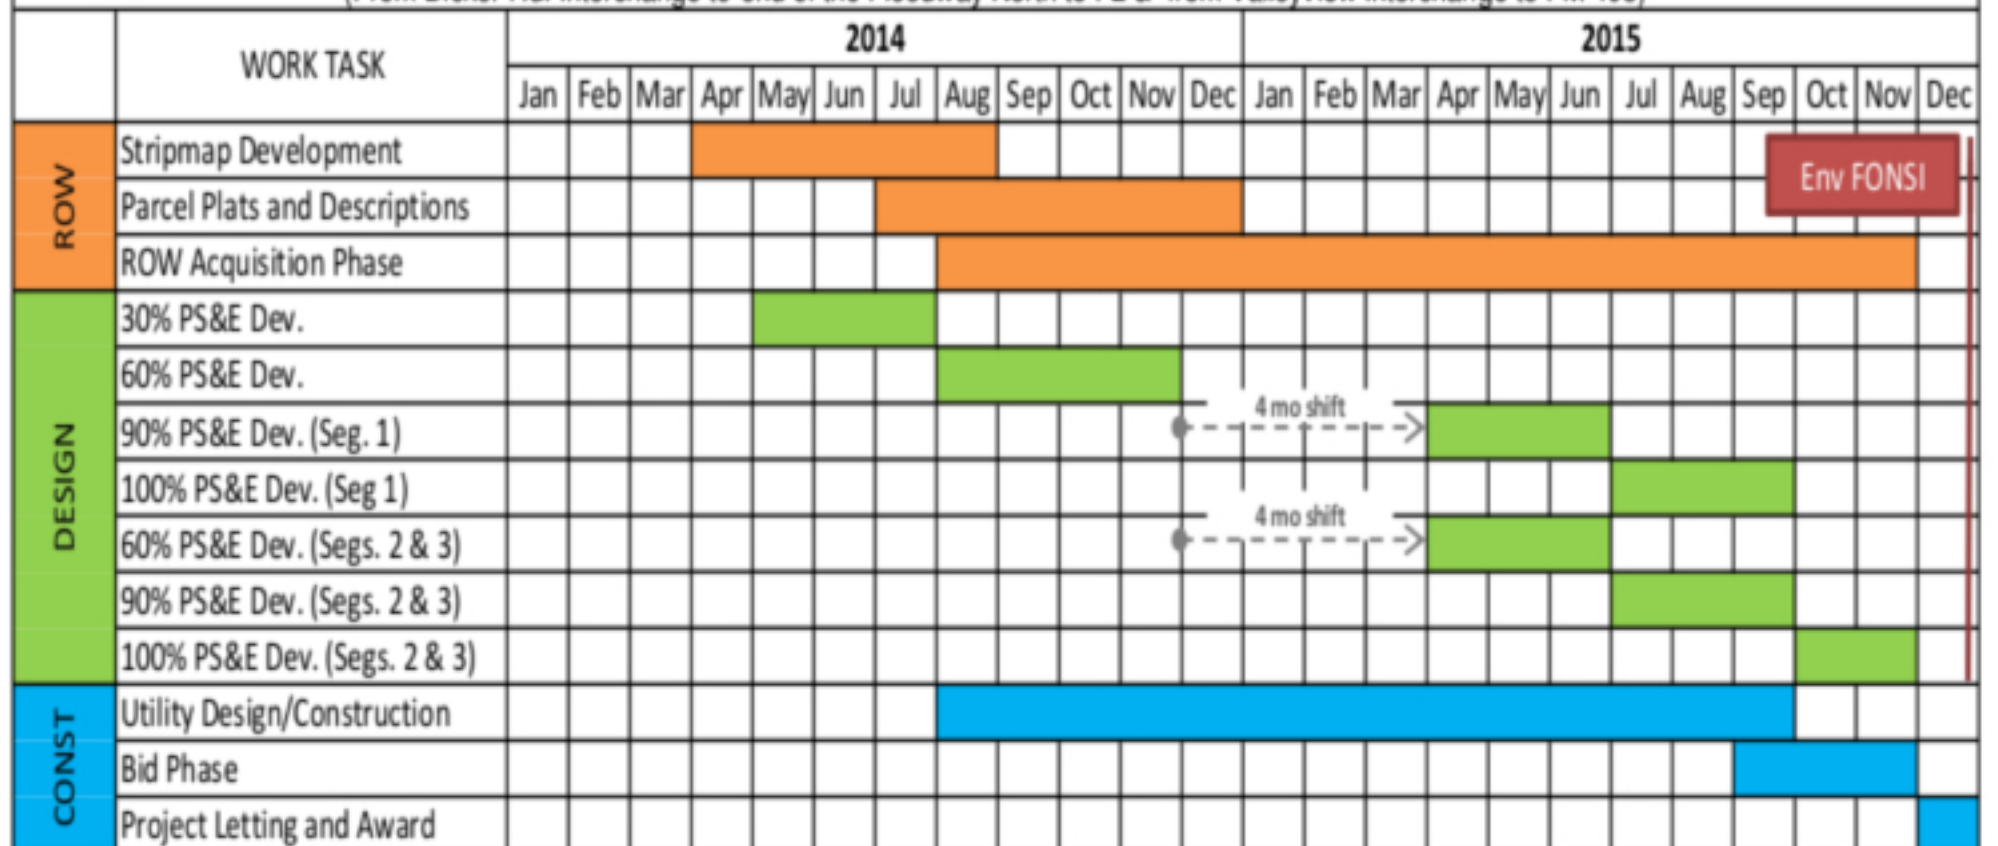 2014 2015
WORK TASK
Jan Feb Mar Apr May Jun Jul Aug Sep Oct Nov Dec Jan Feb Mar Apr May Jun Jul Aug Sep Oct Nov Dec
ROW
Stripmap Development
Env FONSI
Parcel Plats and Descriptions
ROW Acquisition Phase
DESIGN
30% PS&E Dev.
60% PS&E Dev.
4 mo shift
90% PS&E Dev. (Seg. 1)
100% PS&E Dev. (Seg 1)
4 mo shift
60% PS&E Dev. (Segs. 2 & 3)
90% PS&E Dev. (Segs. 2 & 3)
100% PS&E Dev. (Segs. 2 & 3)
CONST
Utility Design/Construction
Bid Phase
Project Letting and Award